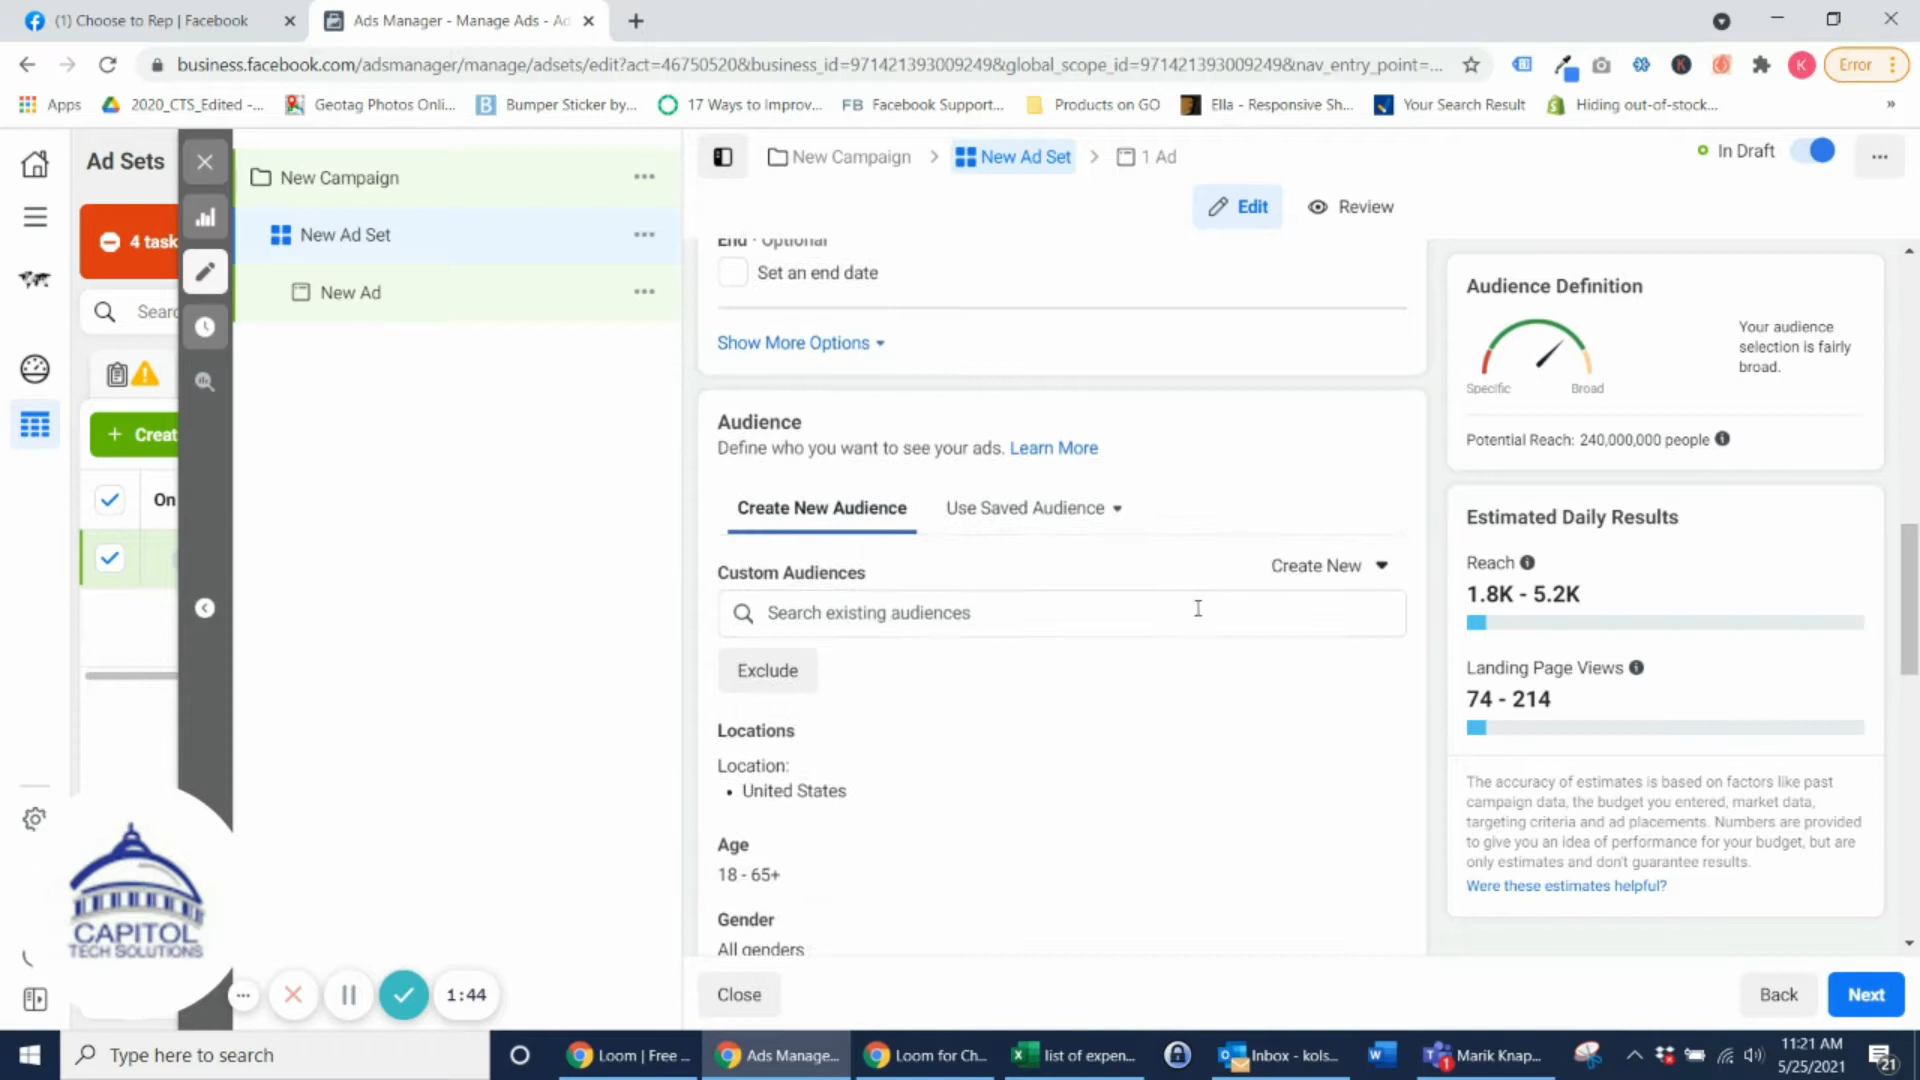 (1) Choose to Rep | Facebook
Ads Manager - Manage Ads - Ad
business.facebook.com/adsmanager/manage/adsets/edit?act=46750520&business_id=971421393009249&global_scope_id=971421393009249&nav_entry_point=...
K
Error
Apps
2020_CTS_Edited -...
Geotag Photos Onli...
B Bumper Sticker by...
17 Ways to Improv...
FB Facebook Support...
Products on GO
Ella - Responsive Sh...
Your Search Result
Hiding out-of-stock...
»
Ad Sets
4 task
Searc
+ Creat
On
New Campaign
New Ad Set
New Ad
New Campaign > New Ad Set > 1 Ad
In Draft
Edit
Review
End · Optional
Set an end date
Show More Options
Audience
Define who you want to see your ads. Learn More
Create New Audience
Use Saved Audience
Custom Audiences
Create New
Search existing audiences
Exclude
Locations
Location:
• United States
Age
18 - 65+
Gender
All genders
Close
Back
Next
Audience Definition
Your audience
selection is fairly
broad.
Specific
Broad
Potential Reach: 240,000,000 people
Estimated Daily Results
Reach
1.8K - 5.2K
Landing Page Views
74 - 214
The accuracy of estimates is based on factors like past
campaign data, the budget you entered, market data,
targeting criteria and ad placements. Numbers are provided
to give you an idea of performance for your budget, but are
only estimates and don't guarantee results.
Were these estimates helpful?
CAPITOL
TECH SOLUTIONS
1:44
Type here to search
Loom | Free ...
Ads Manage...
Loom for Ch...
list of expen...
Inbox - kols...
Marik Knap...
11:21 AM
5/25/2021
21